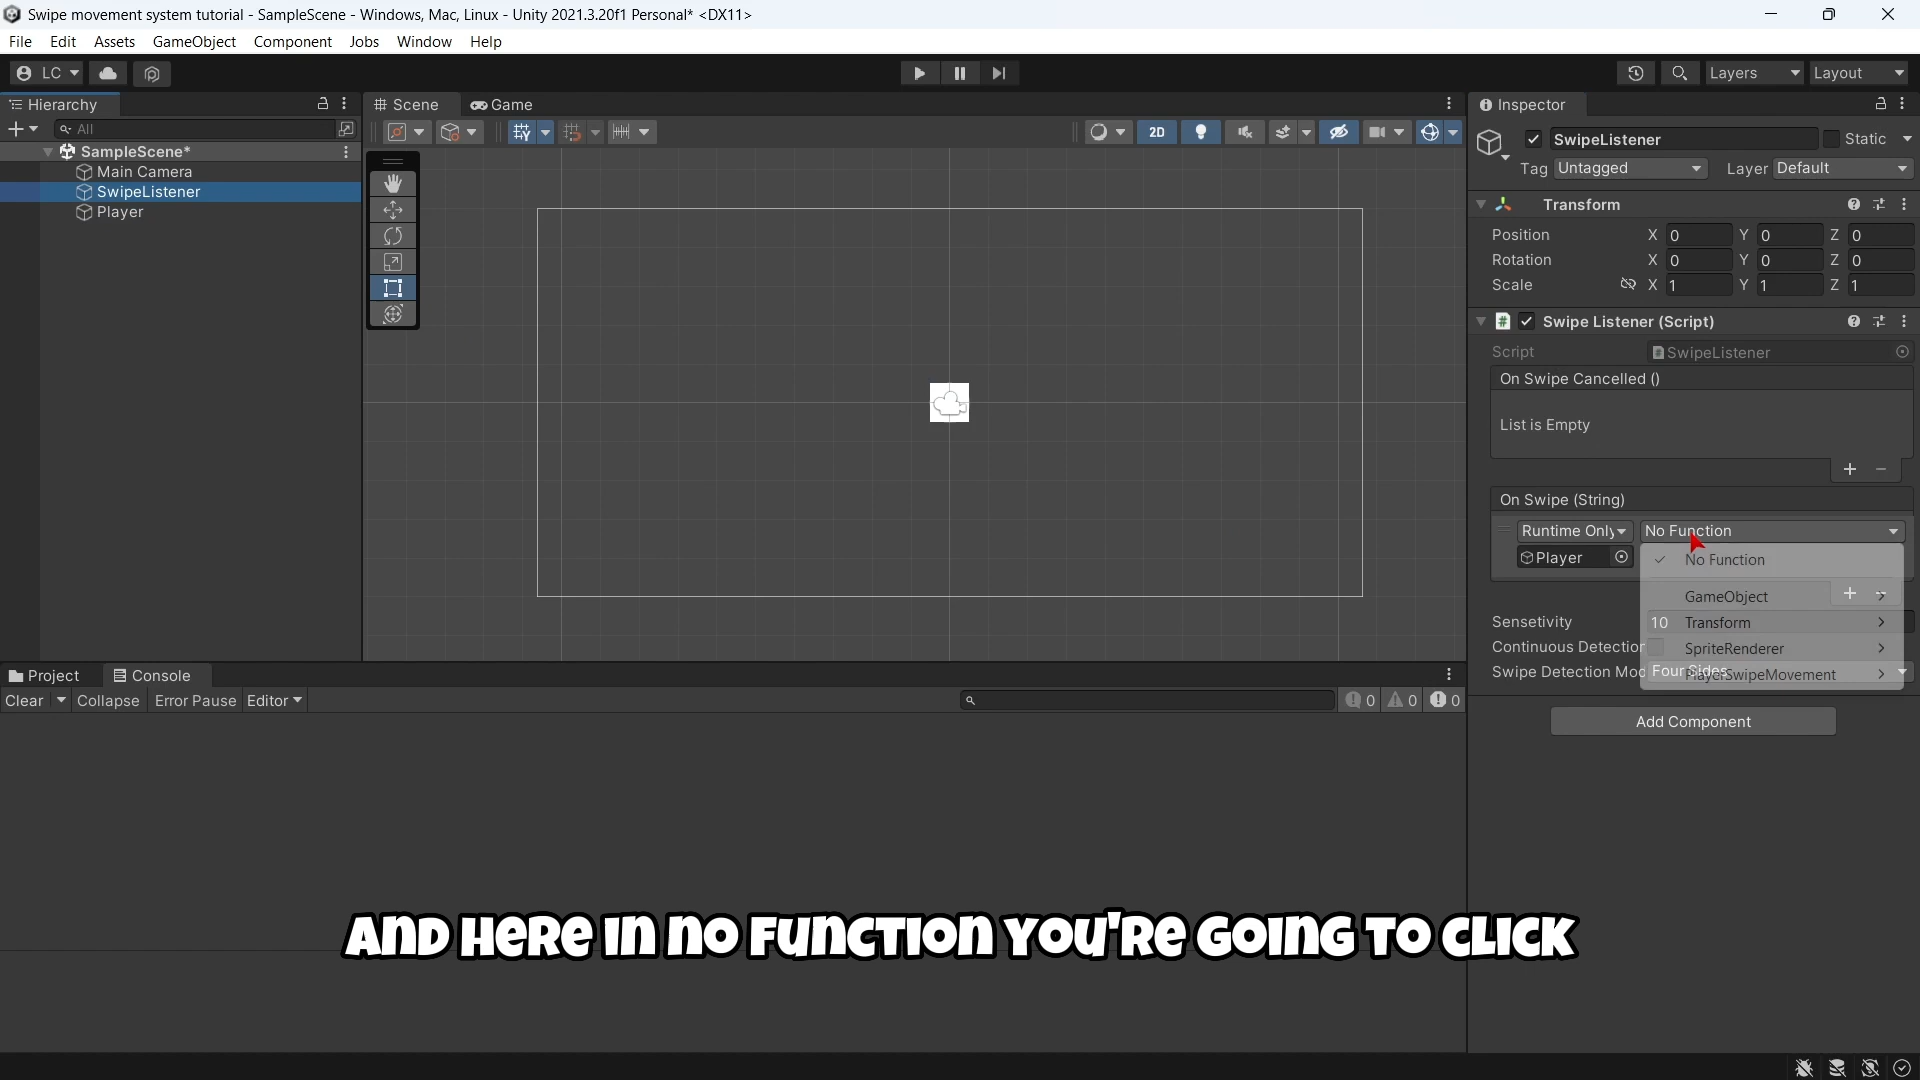 Swipe movement system tutorial - SampleScene - Windows, Mac, Linux - Unity 2021.3.20f1 Personal* <DX11>
File Edit Assets GameObject Component Jobs Window Help
LC
Layers
Layout
Hierarchy
All
SampleScene*
Main Camera
SwipeListener
Player
Scene
Game
2D
Inspector
SwipeListener
Static
Tag Untagged
Layer Default
Transform
Position X 0 Y 0 Z 0
Rotation X 0 Y 0 Z 0
Scale X 1 Y 1 Z 1
Swipe Listener (Script)
Script SwipeListener
On Swipe Cancelled ()
List is Empty
On Swipe (String)
Runtime Only
No Function
Player
No Function
GameObject
Transform
SpriteRenderer
PlayerSwipeMovement
Sensetivity 10
Continuous Detection
Swipe Detection Mod Four Sides
Add Component
Project
Console
Clear Collapse Error Pause Editor
0 0 0
AND HERE IN NO FUNCTION YOU'RE GOING TO CLICK